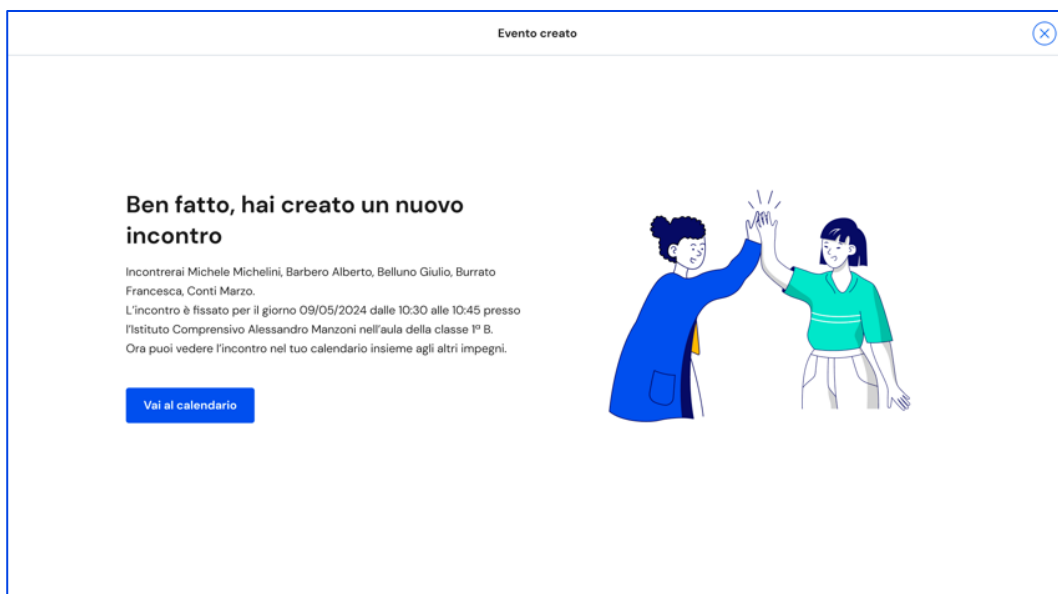 Evento creato
Ben fatto, hai creato un nuovo
incontro
Incontrerai Michele Michelini, Barbero Alberto, Belluno Giulio, Burrato
Francesca, Conti Marzo.
L'incontro è fissato per il giorno 09/05/2024 dalle 10:30 alle 10:45 presso
l'Istituto Comprensivo Alessandro Manzoni nell'aula della classe 1ª B.
Ora puoi vedere l'incontro nel tuo calendario insieme agli altri impegni.
Vai al calendario